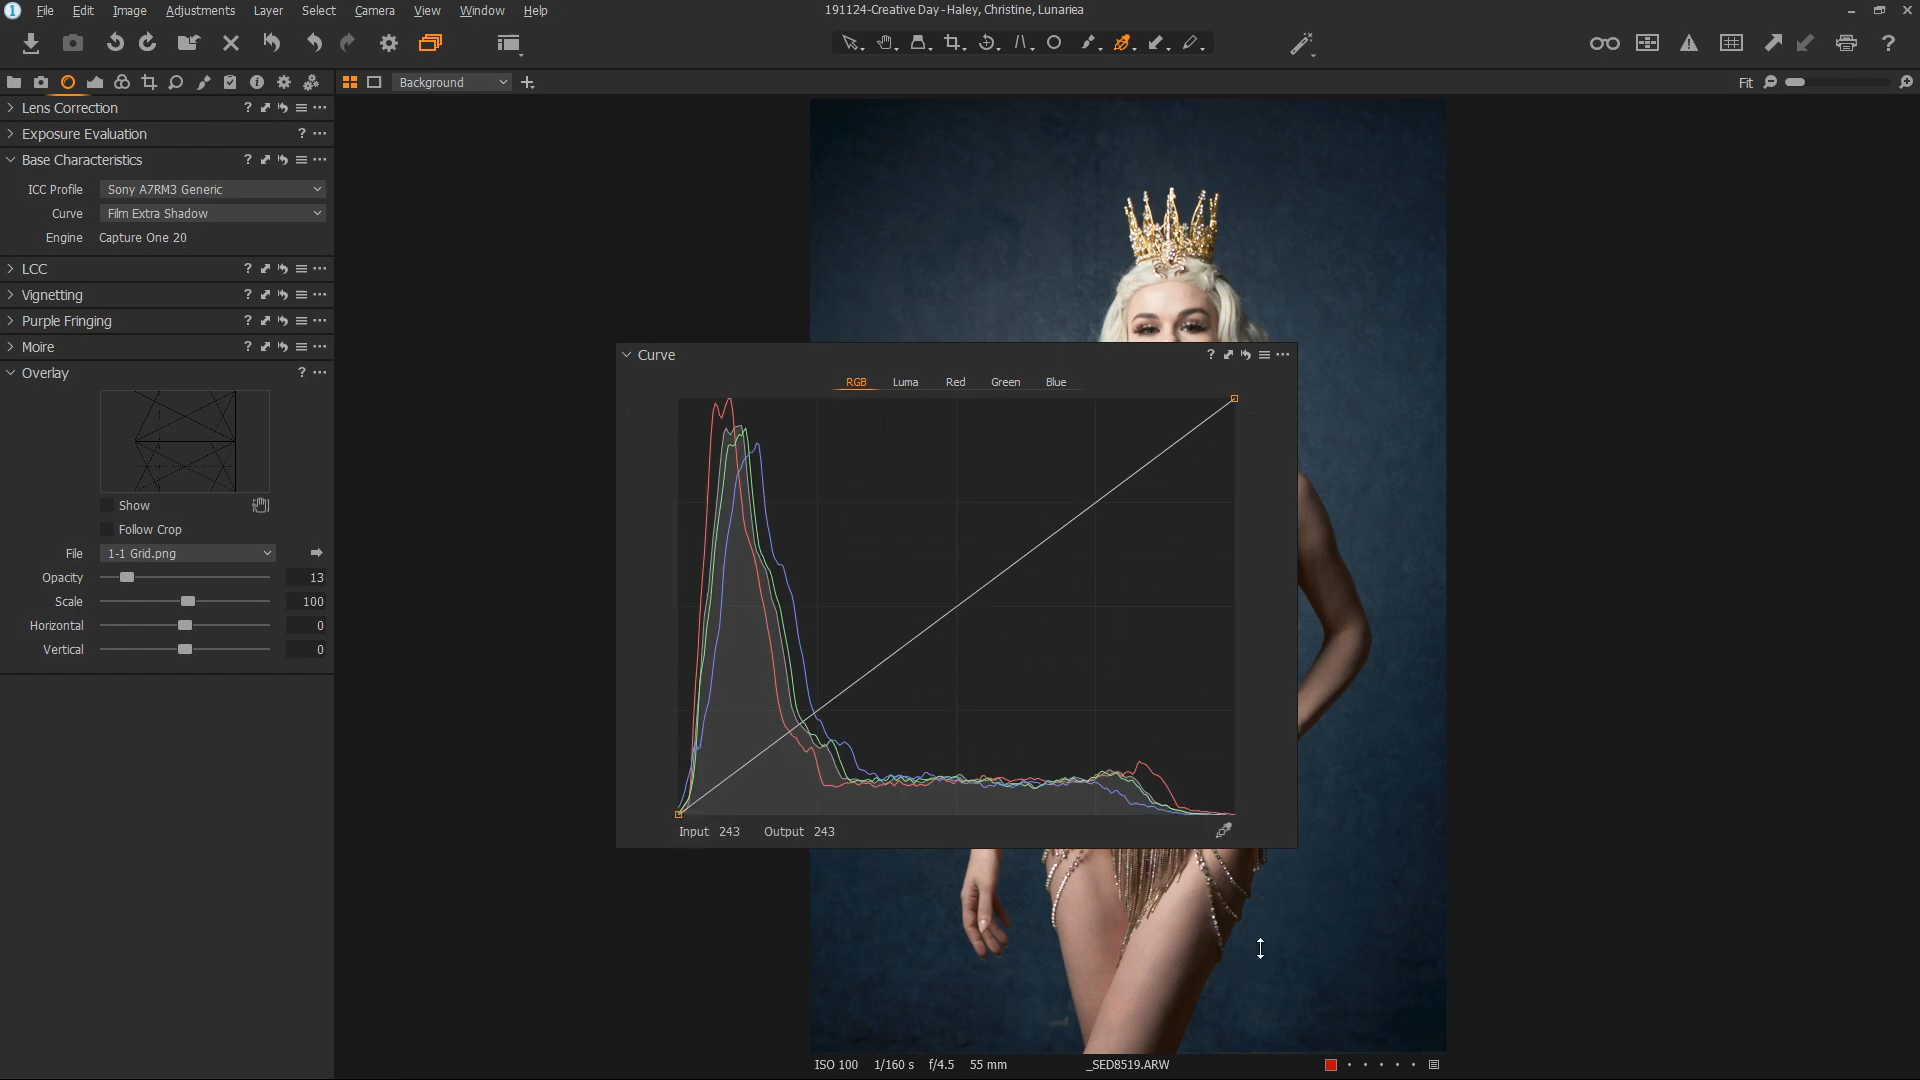 1 File Edit Image Adjustments Layer Select Camera View Window Help
191124-Creative Day - Haley, Christine, Lunariea
Background
Fit
Lens Correction
Exposure Evaluation
Base Characteristics
ICC Profile Sony A7RM3 Generic
Curve Film Extra Shadow
Engine Capture One 20
LCC
Vignetting
Purple Fringing
Moire
Overlay
Show
Follow Crop
File 1-1 Grid.png
Opacity 13
Scale 100
Horizontal 0
Vertical 0
Curve
RGB Luma Red Green Blue
Input 243 Output 243
ISO 100 1/160 s f/4.5 55 mm _SED8519.ARW